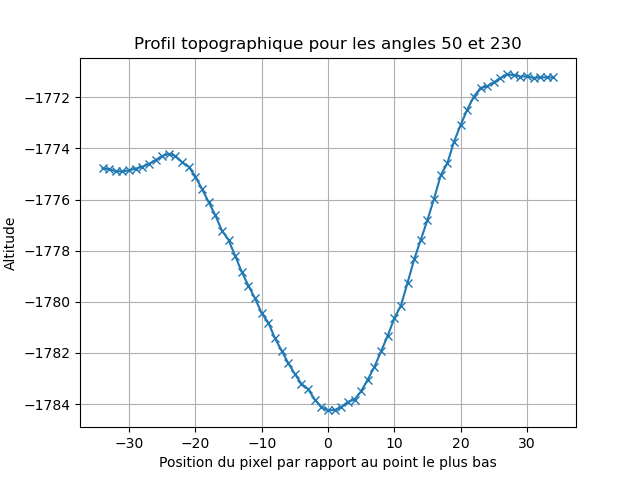 Profil topographique pour les angles 50 et 230
−1772
−1774
−1776
−1778
−1780
−1782
−1784
Altitude
−30 −20 −10 0 10 20 30
Position du pixel par rapport au point le plus bas